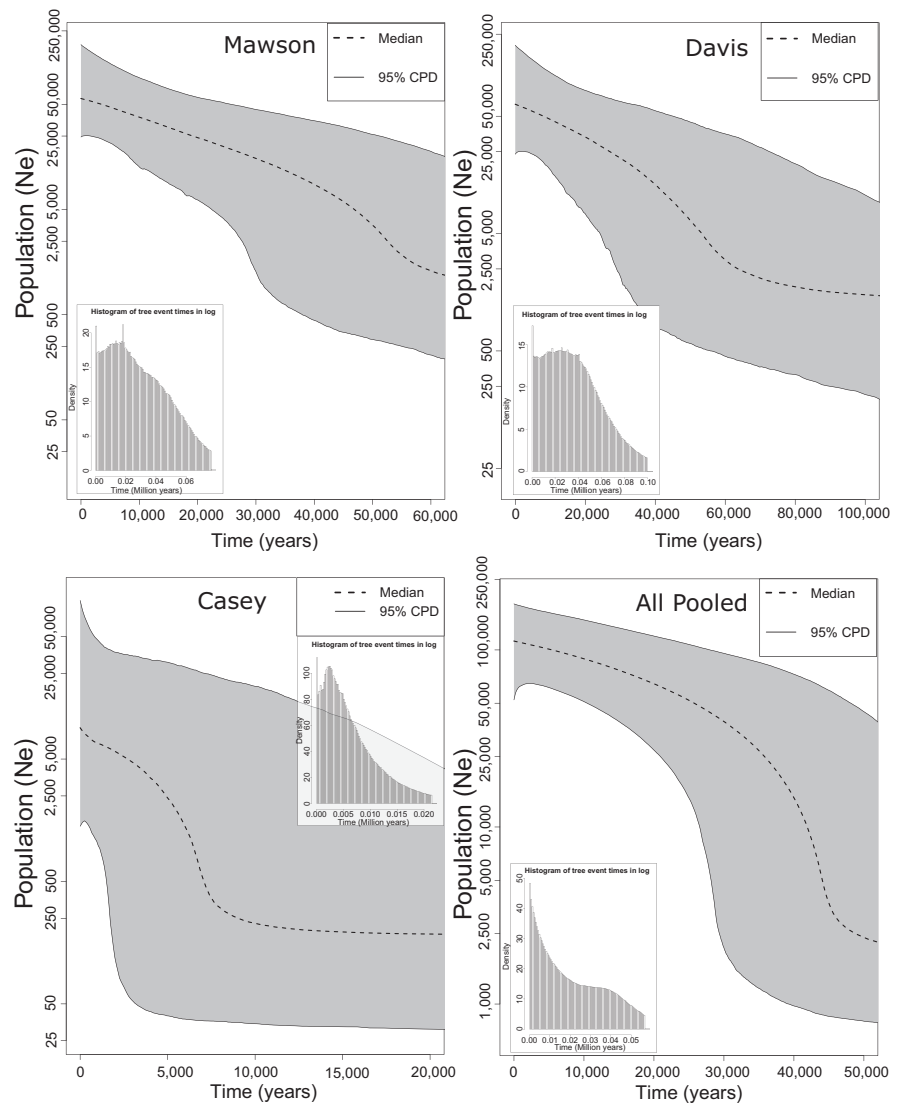 Mawson
Median
95% CPD
Population (Ne)
250,000
50,000
25,000
5,000
2,500
500
250
50
25
Histogram of tree event times in log
Density
20
15
10
5
0
0.00 0.02 0.04 0.06
Time (Million years)
0 10,000 20,000 30,000 40,000 50,000 60,000
Time (years)
Davis
Median
95% CPD
Population (Ne)
250,000
50,000
25,000
5,000
2,500
500
250
25
Histogram of tree event times in log
Density
15
10
5
0
0.00 0.02 0.04 0.06 0.08 0.10
Time (Million years)
0 20,000 40,000 60,000 80,000 100,000
Time (years)
Casey
Median
95% CPD
Population (Ne)
50,000
25,000
5,000
2,500
500
250
50
25
Histogram of tree event times in log
Density
100
80
60
40
20
0
0.000 0.005 0.010 0.015 0.020
Time (Million years)
0 5,000 10,000 15,000 20,000
Time (years)
All Pooled
Median
95% CPD
Population (Ne)
250,000
100,000
50,000
25,000
10,000
5,000
2,500
1,000
Histogram of tree event times in log
Density
50
40
30
20
10
0
0.00 0.01 0.02 0.03 0.04 0.05
Time (Million years)
0 10,000 20,000 30,000 40,000 50,000
Time (years)